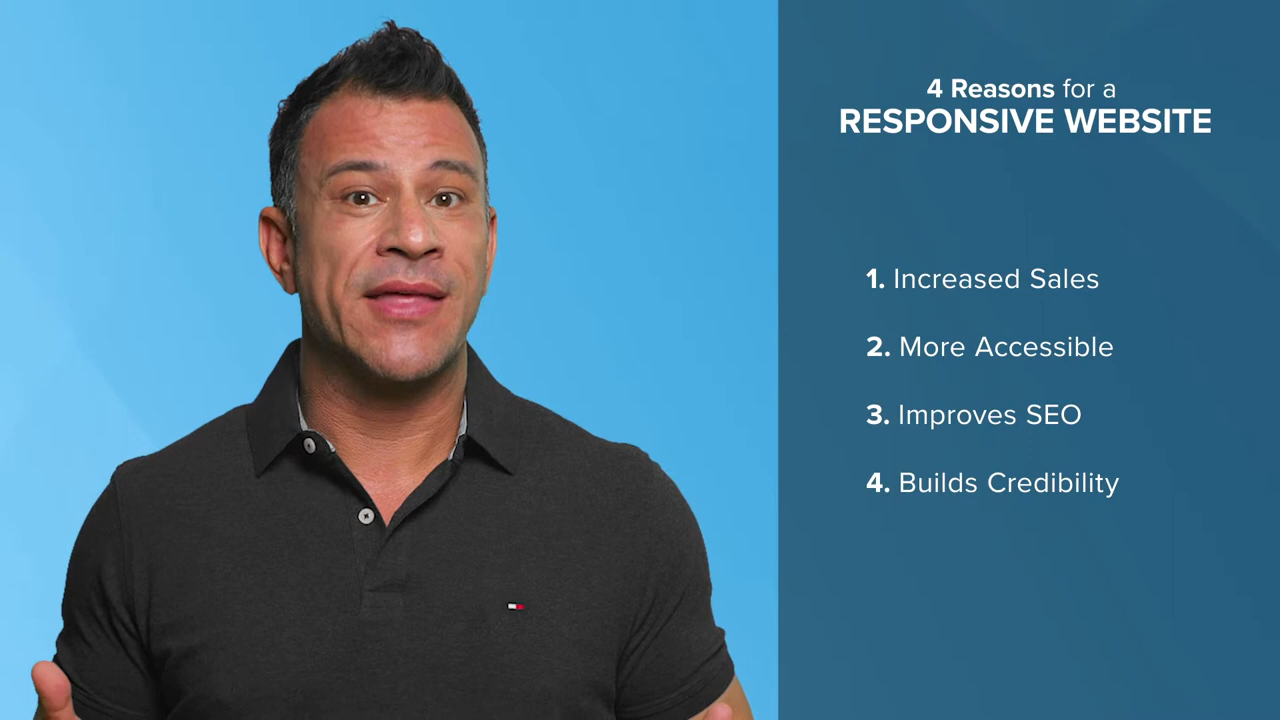 4 Reasons for a
RESPONSIVE WEBSITE
1. Increased Sales
2. More Accessible
3. Improves SEO
4. Builds Credibility